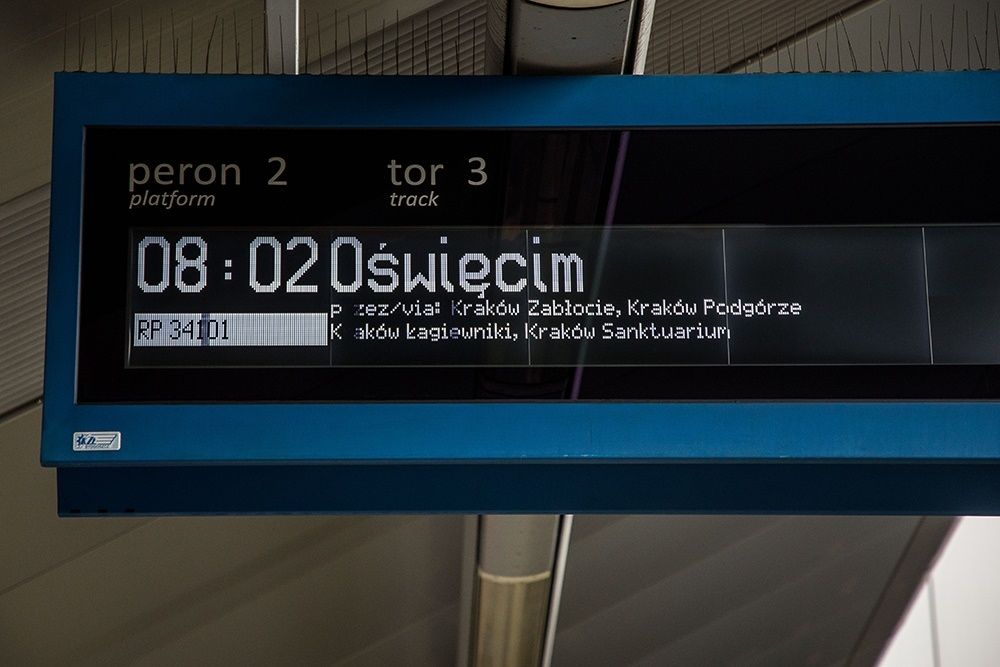 peron 2 tor 3
platform track
08:02 Oświęcim
przez/via: Kraków Zabłocie, Kraków Podgórze
RP 34101 Kraków Łagiewniki, Kraków Sanktuarium